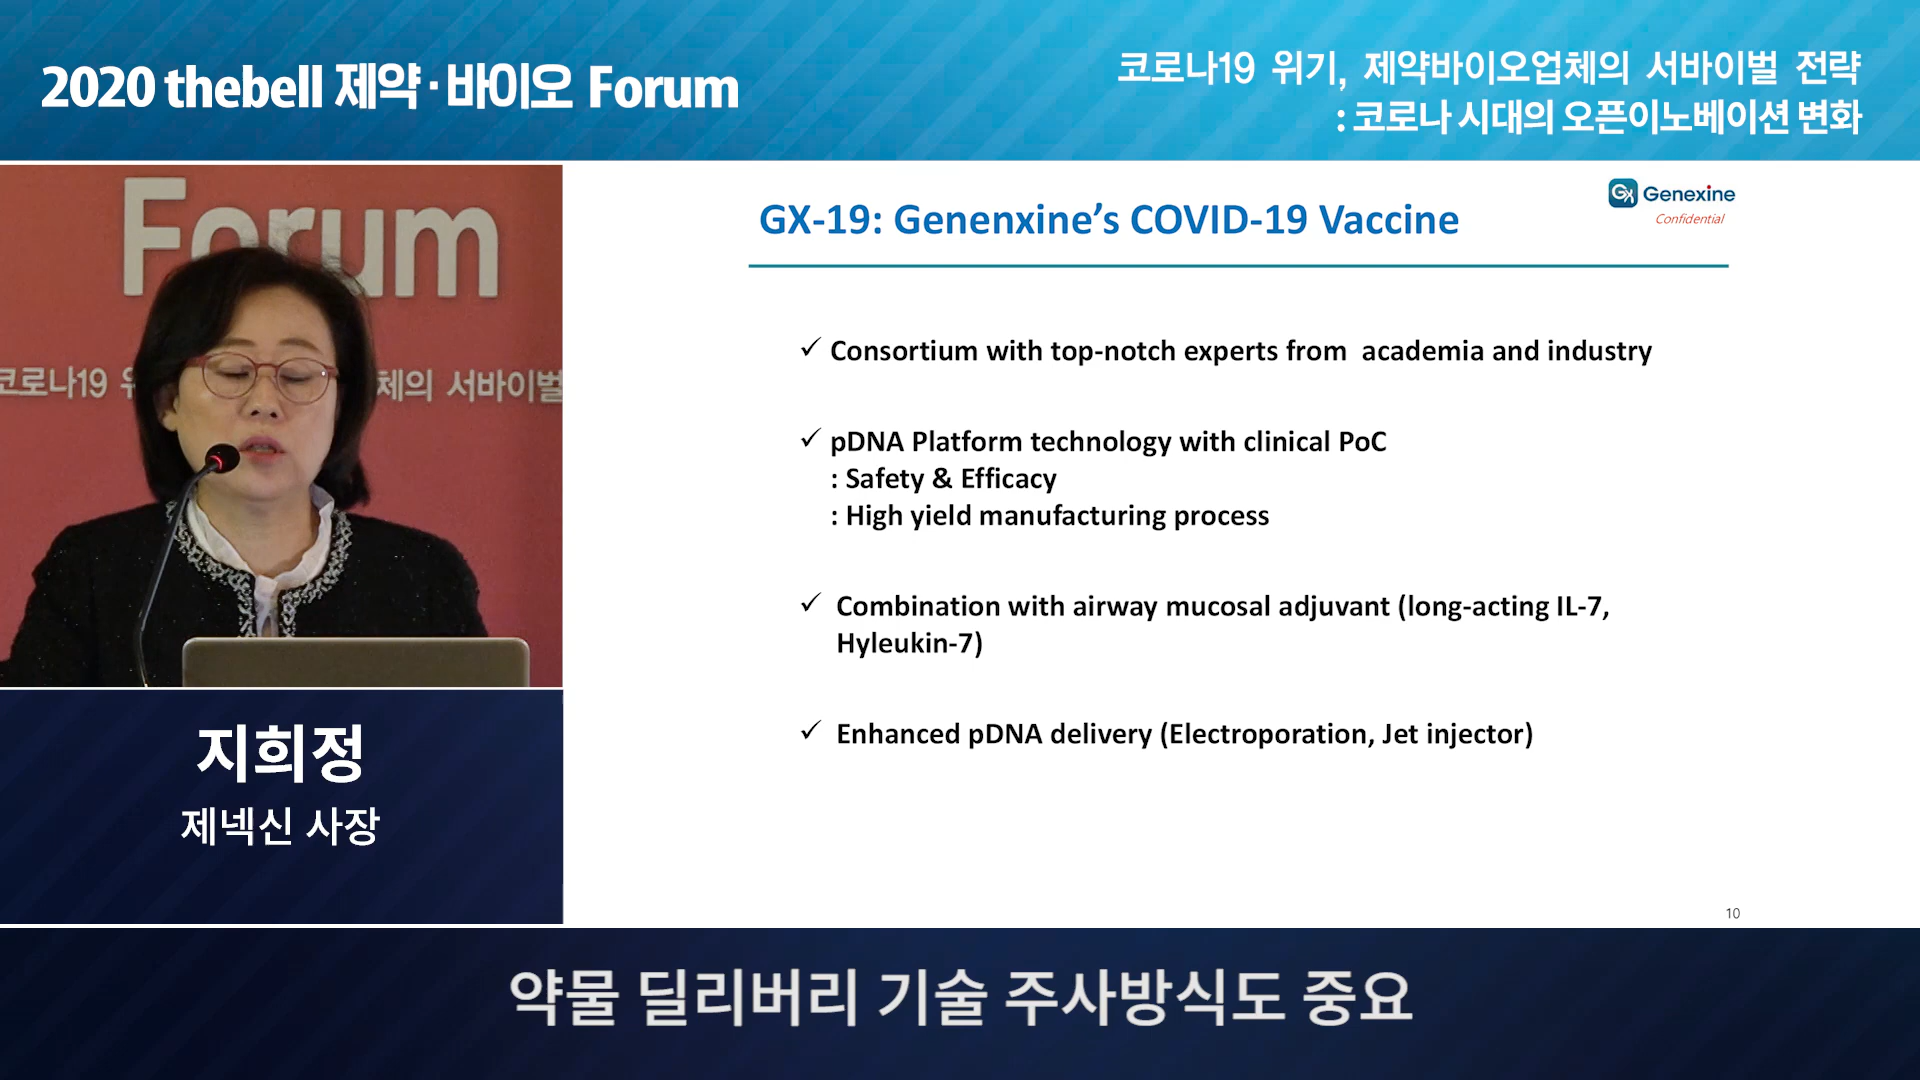 2020 thebell 제약·바이오 Forum
코로나19 위기, 제약바이오업체의 서바이벌 전략
: 코로나 시대의 오픈이노베이션 변화
Forum
코로나19 위
체의 서바이벌
지희정
제넥신 사장
Gx Genexine
Confidential
GX-19: Genenxine’s COVID-19 Vaccine
✓ Consortium with top-notch experts from academia and industry
✓ pDNA Platform technology with clinical PoC
: Safety & Efficacy
: High yield manufacturing process
✓ Combination with airway mucosal adjuvant (long-acting IL-7,
Hyleukin-7)
✓ Enhanced pDNA delivery (Electroporation, Jet injector)
10
약물 딜리버리 기술 주사방식도 중요